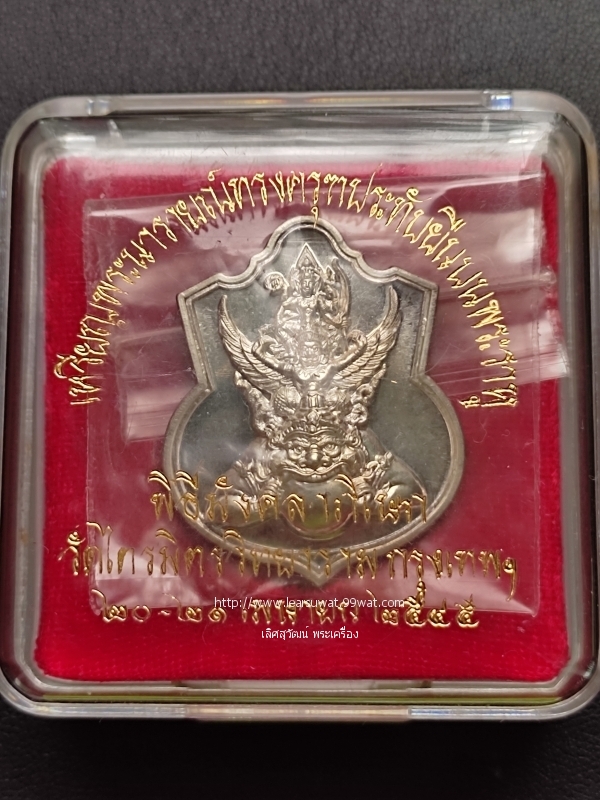 เหรียญพระนารายณ์ทรงครุฑประทับยืนบนพระราหู
พิธีมังคลาภิเษก
วัดไตรมิตรวิทยาราม กรุงเทพฯ
๒๐-๒๑ เมษายน ๒๕๔๕
http://www.learsuwat.99wat.com/
เลิศสุวัฒน์ พระเครื่อง